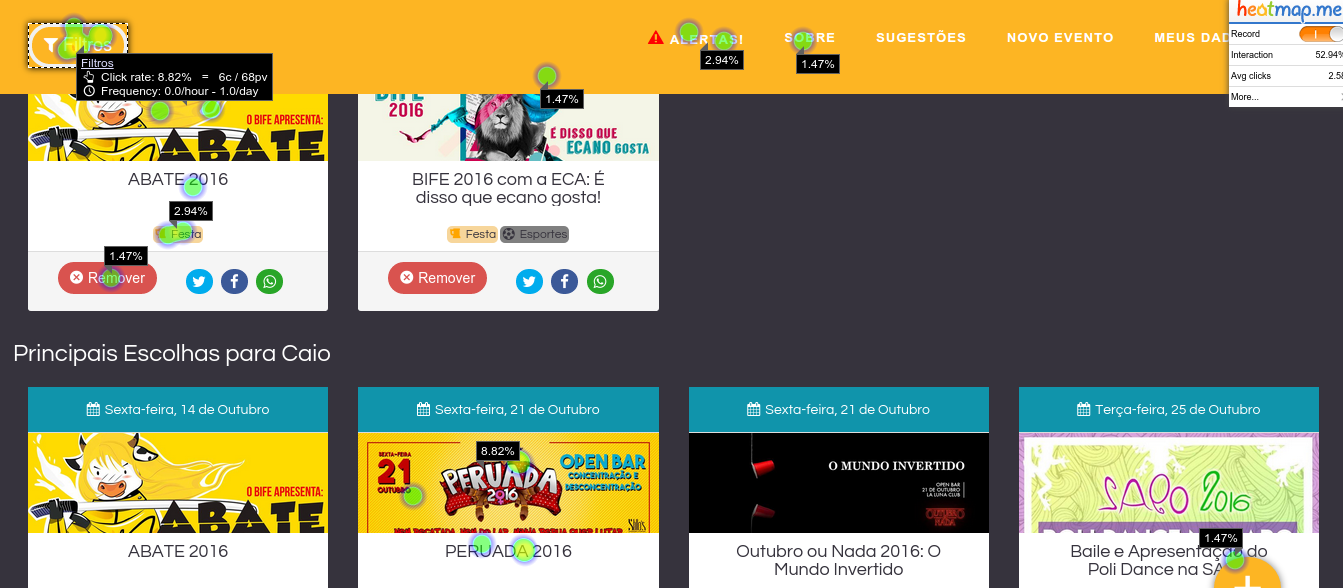 heatmap.me
Filtros
ALERTAS!
SOBRE
SUGESTÕES
NOVO EVENTO
MEUS DAD
Record
Interaction 52.94%
Avg clicks 2.58
More...
Filtros
Click rate: 8.82% = 6c / 68pv
Frequency: 0.0/hour - 1.0/day
2.94%
1.47%
1.47%
O BIFE APRESENTA:
ABATE
BIFE
2016
É DISSO QUE
ECANO GOSTA
ABATE 2016
2.94%
Festa
1.47%
Remover
BIFE 2016 com a ECA: É
disso que ecano gosta!
Festa Esportes
Remover
Principais Escolhas para Caio
Sexta-feira, 14 de Outubro
O BIFE APRESENTA:
ABATE
ABATE 2016
Sexta-feira, 21 de Outubro
8.82%
SEXTA-FEIRA
21
OUTUBRO
PERUADA
2016
OPEN BAR
CONCENTRAÇÃO E
DESCONCENTRAÇÃO
PERUADA 2016
Sexta-feira, 21 de Outubro
O MUNDO INVERTIDO
OPEN BAR
21 DE OUTUBRO
LA LUNA CLUB
OUTUBRO
NADA
Outubro ou Nada 2016: O
Mundo Invertido
Terça-feira, 25 de Outubro
SAPO 2016
1.47%
Baile e Apresentação do
Poli Dance na SA